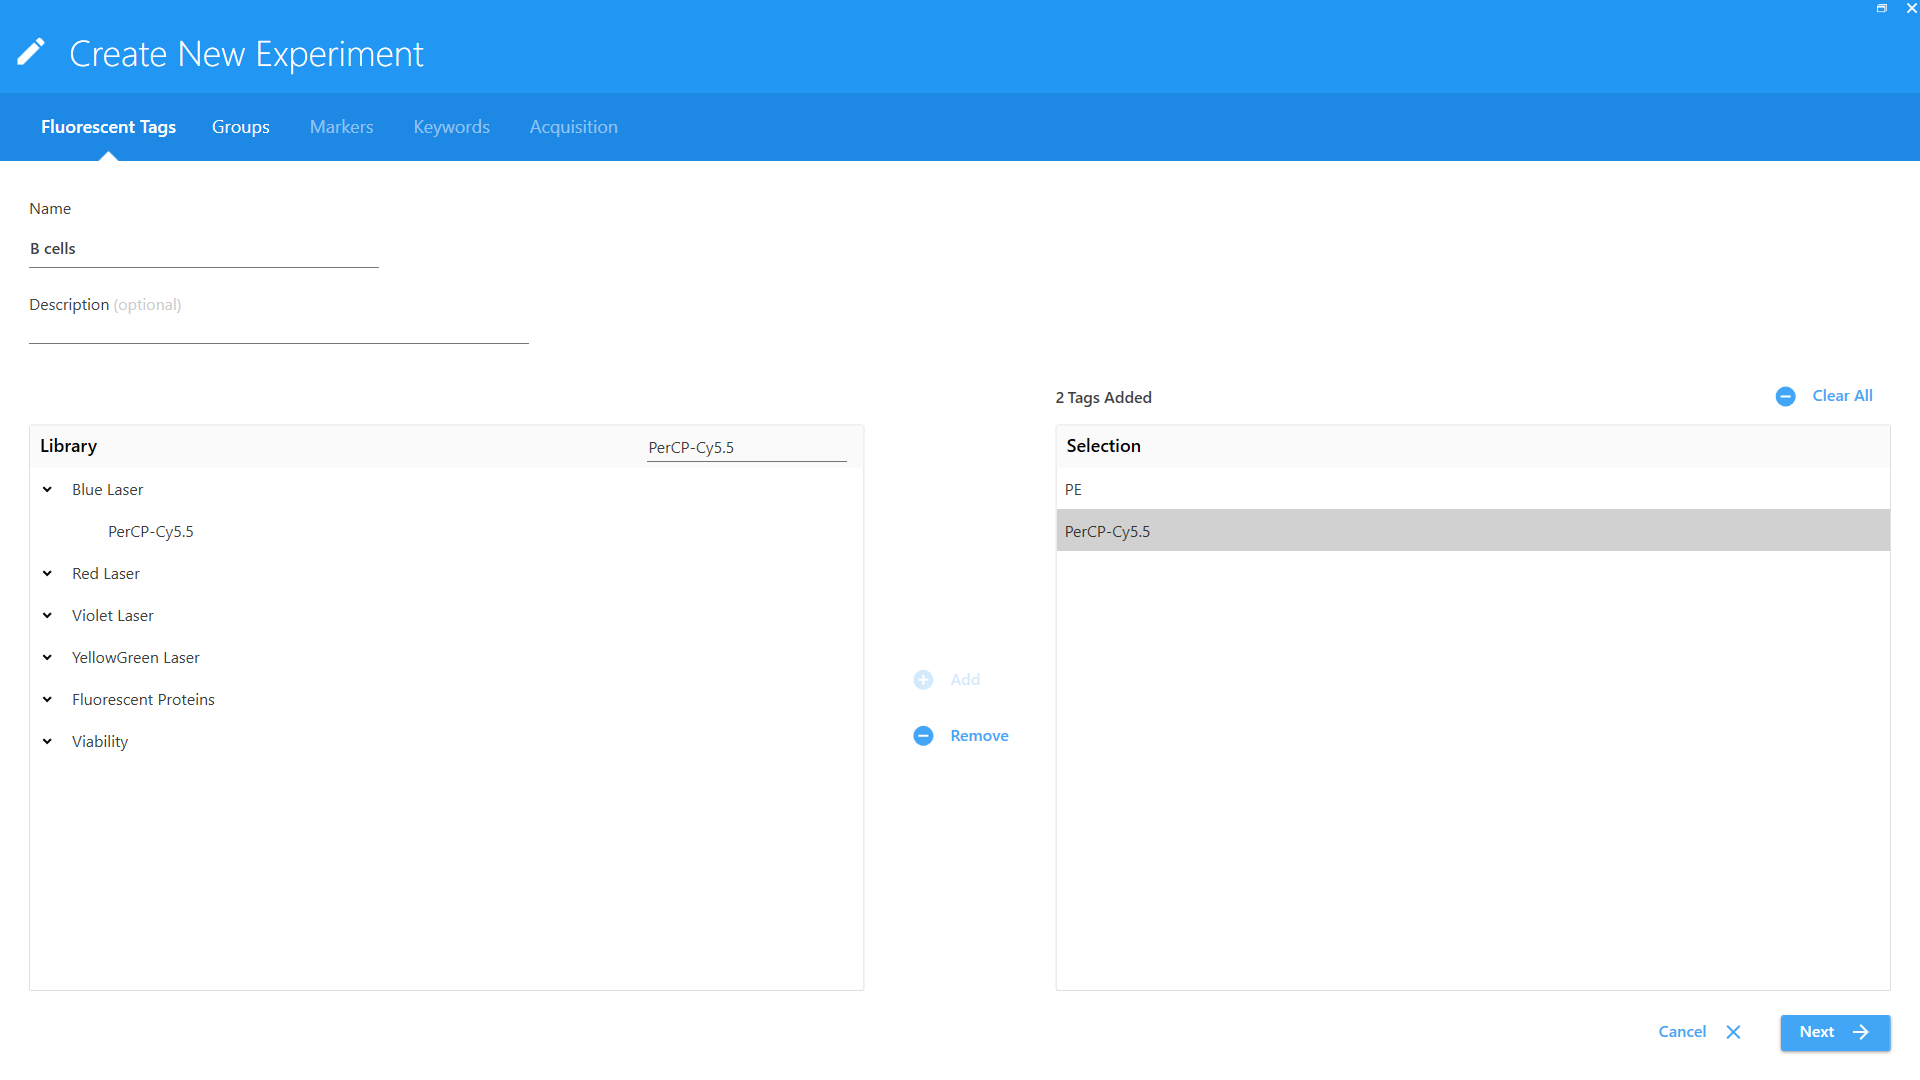 Create New Experiment
Fluorescent Tags Groups Markers Keywords Acquisition
Name
B cells
Description (optional)
2 Tags Added
Clear All
Library
PerCP-Cy5.5
Blue Laser
PerCP-Cy5.5
Red Laser
Violet Laser
YellowGreen Laser
Fluorescent Proteins
Viability
Add
Remove
Selection
PE
PerCP-Cy5.5
Cancel
Next